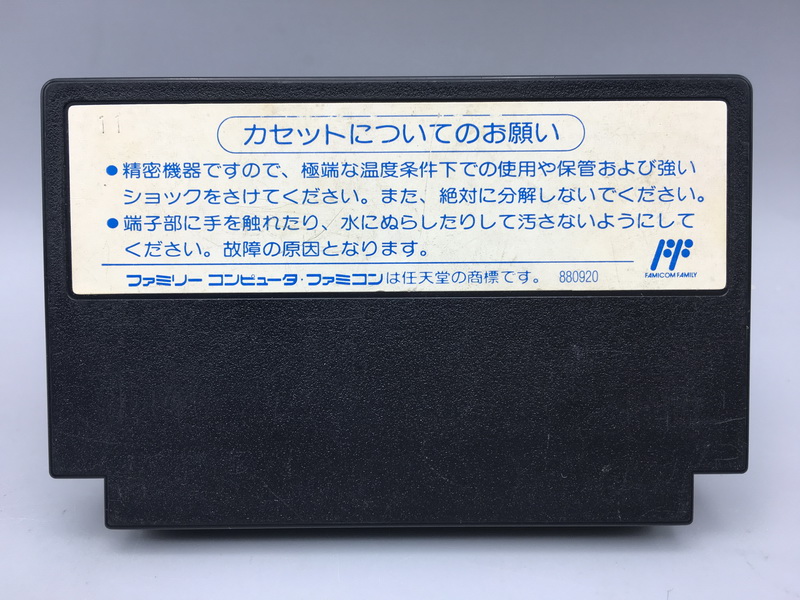 11
カセットについてのお願い
●精密機器ですので、極端な温度条件下での使用や保管および強い
ショックをさけてください。また、絶対に分解しないでください。
●端子部に手を触れたり、水にぬらしたりして汚さないようにして
ください。故障の原因となります。
FF
FAMICOM FAMILY
ファミリー コンピュータ・ファミコンは任天堂の商標です。 880920